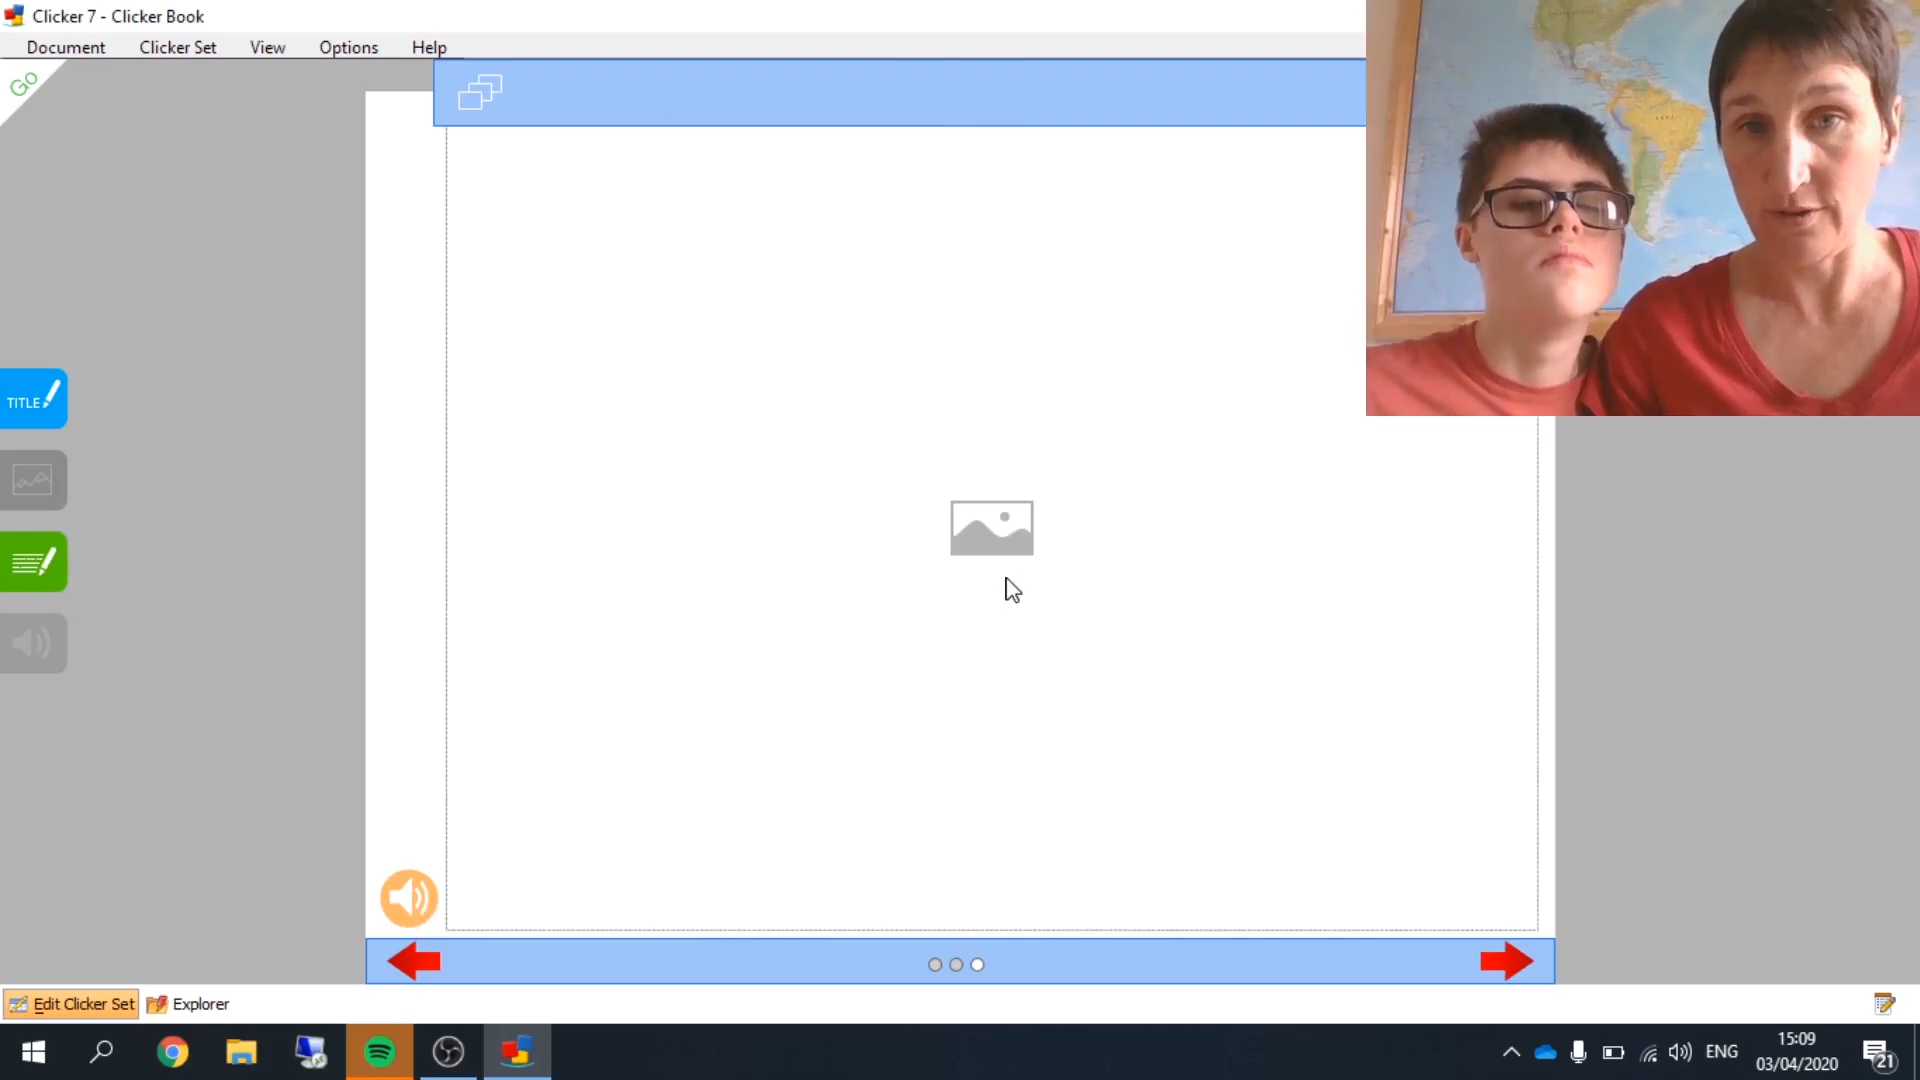 Clicker 7 - Clicker Book
Document Clicker Set View Options Help
GO
TITLE
Edit Clicker Set Explorer
ENG
15:09
03/04/2020
21